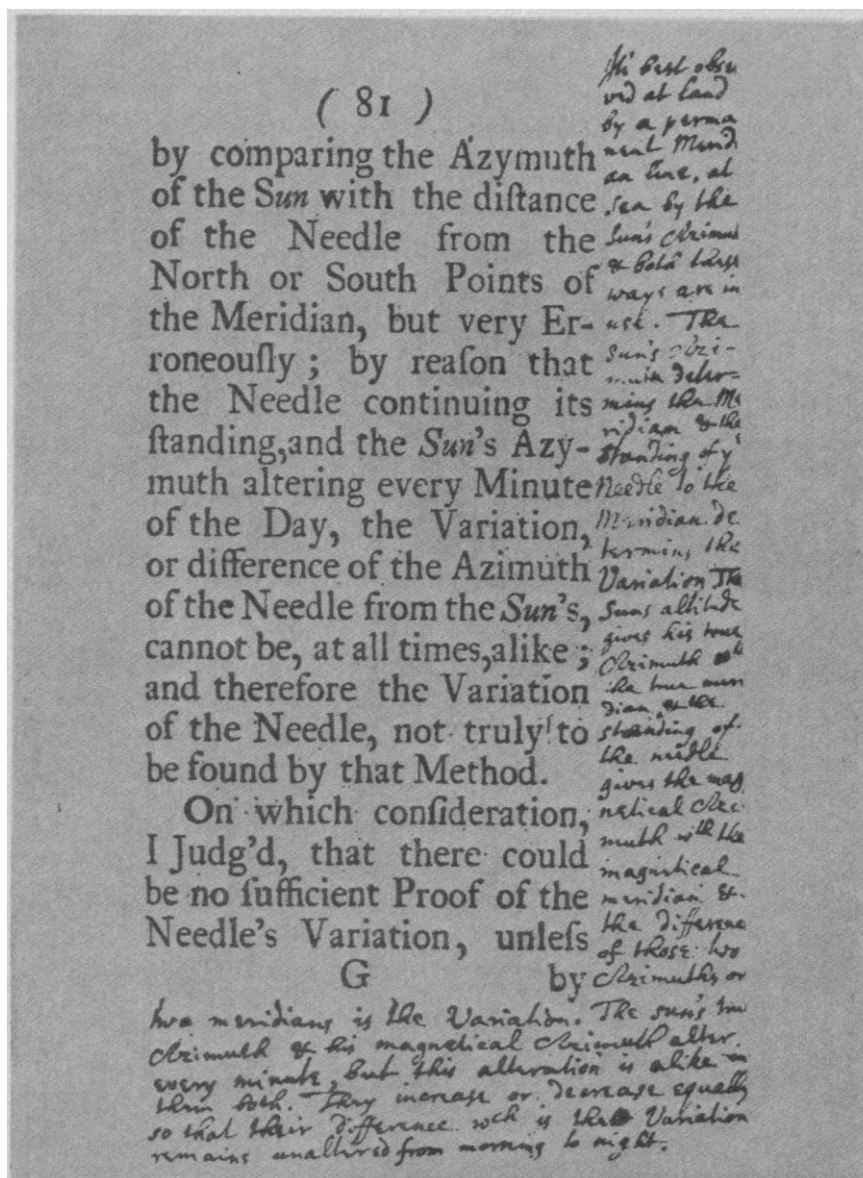 ( 81 )
by comparing the Azymuth
of the Sun with the diſtance
of the Needle from the
North or South Points of
the Meridian, but very Er-
roneouſly ; by reaſon that
the Needle continuing its
ſtanding,and the Sun's Azy-
muth altering every Minute
of the Day, the Variation,
or difference of the Azimuth
of the Needle from the Sun's,
cannot be, at all times,alike ;
and therefore the Variation
of the Needle, not truly to
be found by that Method.
On which conſideration,
I Judg'd, that there could
be no ſufficient Proof of the
Needle's Variation, unleſs
G by
best obser
ved at land
by a perma
nent Meridi
an line, at
sea by the
Sun's Azimuth
& both these
ways are in
use. The
Sun's Azi-
muth deter-
mins the Me
ridian & the
standing of yͤ
Needle to the
Meridian de
termins the
Variation The
Suns altitude
gives his true
Azimuth
the true meri
dian & the
standing of
the needle
gives the mag
netical Azi
muth wth the
magnetical
meridian &
the difference
of those two
Azimuths or
two meridians is the Variation. The sun's true
Azimuth & his magnetical Azimuth alter
every minute, but this alteration is alike in
them both. They increase or decrease equally
so that their difference wch is the Variation
remains unaltered from morning to night.